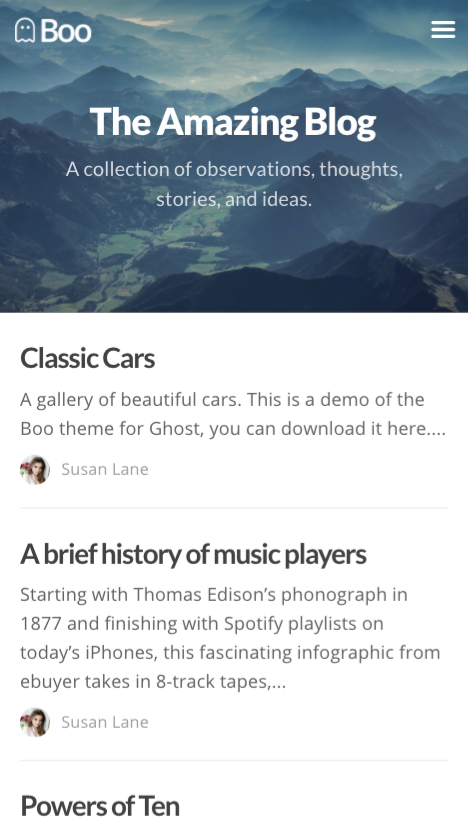 Boo
The Amazing Blog
A collection of observations, thoughts,
stories, and ideas.
Classic Cars
A gallery of beautiful cars. This is a demo of the
Boo theme for Ghost, you can download it here....
Susan Lane
A brief history of music players
Starting with Thomas Edison’s phonograph in
1877 and finishing with Spotify playlists on
today’s iPhones, this fascinating infographic from
ebuyer takes in 8-track tapes,...
Susan Lane
Powers of Ten